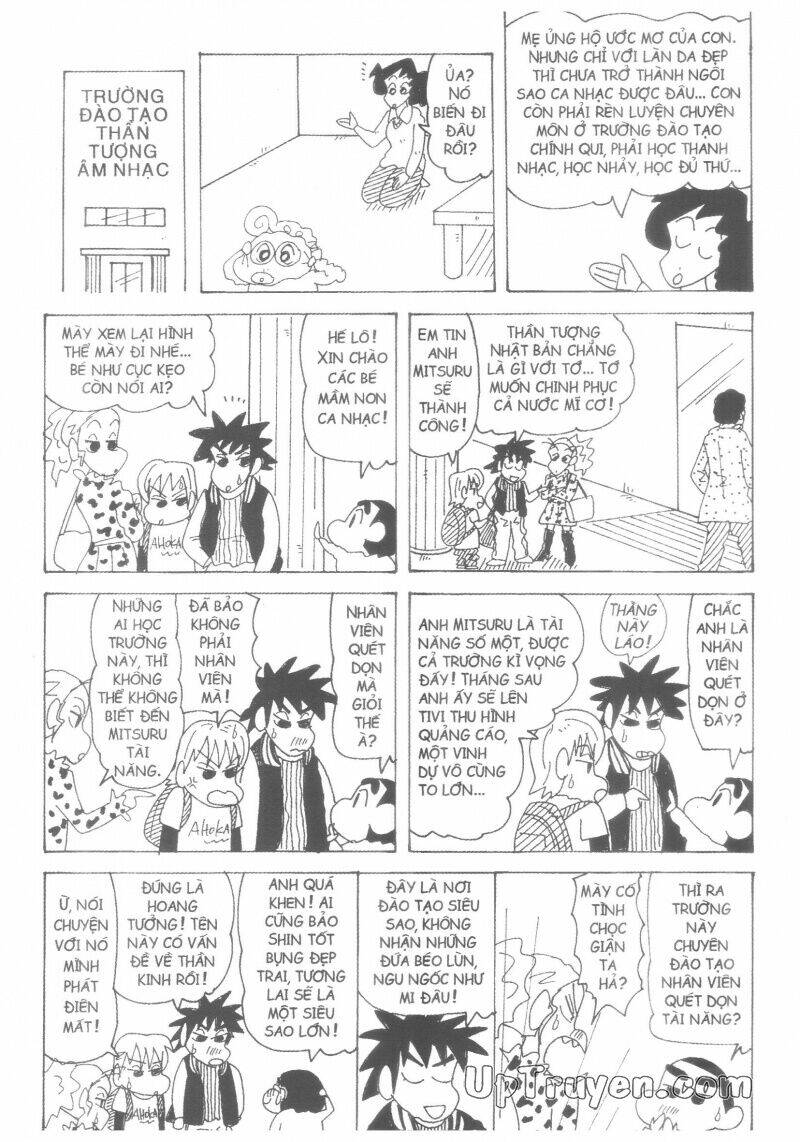 MẸ ỦNG HỘ ƯỚC MƠ CỦA CON.
NHƯNG CHỈ VỚI LÀN DA ĐẸP
THÌ CHƯA TRỞ THÀNH NGÔI
SAO CA NHẠC ĐƯỢC ĐÂU... CON
CÒN PHẢI RÈN LUYỆN CHUYÊN
MÔN Ở TRƯỜNG ĐÀO TẠO
CHÍNH QUI, PHẢI HỌC THANH
NHẠC, HỌC NHẢY, HỌC ĐỦ THỨ...
ỦA?
NÓ
BIẾN ĐI
ĐÂU
RỒI?
TRƯỜNG
ĐÀO TẠO
THẦN
TƯỢNG
ÂM NHẠC
THẦN TƯỢNG
NHẬT BẢN CHẲNG
LÀ GÌ VỚI TỚ... TỚ
MUỐN CHINH PHỤC
CẢ NƯỚC MĨ CƠ!
EM TIN
ANH
MITSURU
SẼ
THÀNH
CÔNG!
HÉ LÔ!
XIN CHÀO
CÁC BÉ
MẦM NON
CA NHẠC!
MÀY XEM LẠI HÌNH
THỂ MÀY ĐI NHÉ...
BÉ NHƯ CỤC KẸO
CÒN NÓI AI?
AHOKA
CHẮC
ANH LÀ
NHÂN
VIÊN
QUÉT
DỌN Ở
ĐÂY?
THẰNG
NÀY
LÁO!
ANH MITSURU LÀ TÀI
NĂNG SỐ MỘT, ĐƯỢC
CẢ TRƯỜNG KÌ VỌNG
ĐẤY! THÁNG SAU
ANH ẤY SẼ LÊN
TIVI THU HÌNH
QUẢNG CÁO,
MỘT VINH
DỰ VÔ CÙNG
TO LỚN...
NHÂN
VIÊN
QUÉT
DỌN
MÀ
GIỎI
THẾ
À?
ĐÃ BẢO
KHÔNG
PHẢI
NHÂN
VIÊN
MÀ!
NHỮNG
AI HỌC
TRƯỜNG
NÀY, THÌ
KHÔNG
THỂ KHÔNG
BIẾT ĐẾN
MITSURU
TÀI
NĂNG.
AHOKA
THÌ RA
TRƯỜNG
NÀY
CHUYÊN
ĐÀO TẠO
NHÂN VIÊN
QUÉT DỌN
TÀI NĂNG?
MÀY CÓ
TÌNH
CHỌC
GIẬN
TA
HẢ?
ĐÂY LÀ NƠI
ĐÀO TẠO SIÊU
SAO, KHÔNG
NHẬN NHỮNG
ĐỨA BÉO LÙN,
NGU NGỐC NHƯ
MI ĐÂU!
ANH QUÁ
KHEN! AI
CŨNG BẢO
SHIN TỐT
BỤNG ĐẸP
TRAI, TƯƠNG
LAI SẼ LÀ
MỘT SIÊU
SAO LỚN!
ĐÚNG LÀ
HOANG
TƯỞNG! TÊN
NÀY CÓ VẤN
ĐỀ VỀ THẦN
KINH RỒI!
Ừ, NÓI
CHUYỆN
VỚI NÓ
MÌNH
PHÁT
ĐIÊN
MẤT!
AHOKA
UpTruyen.com